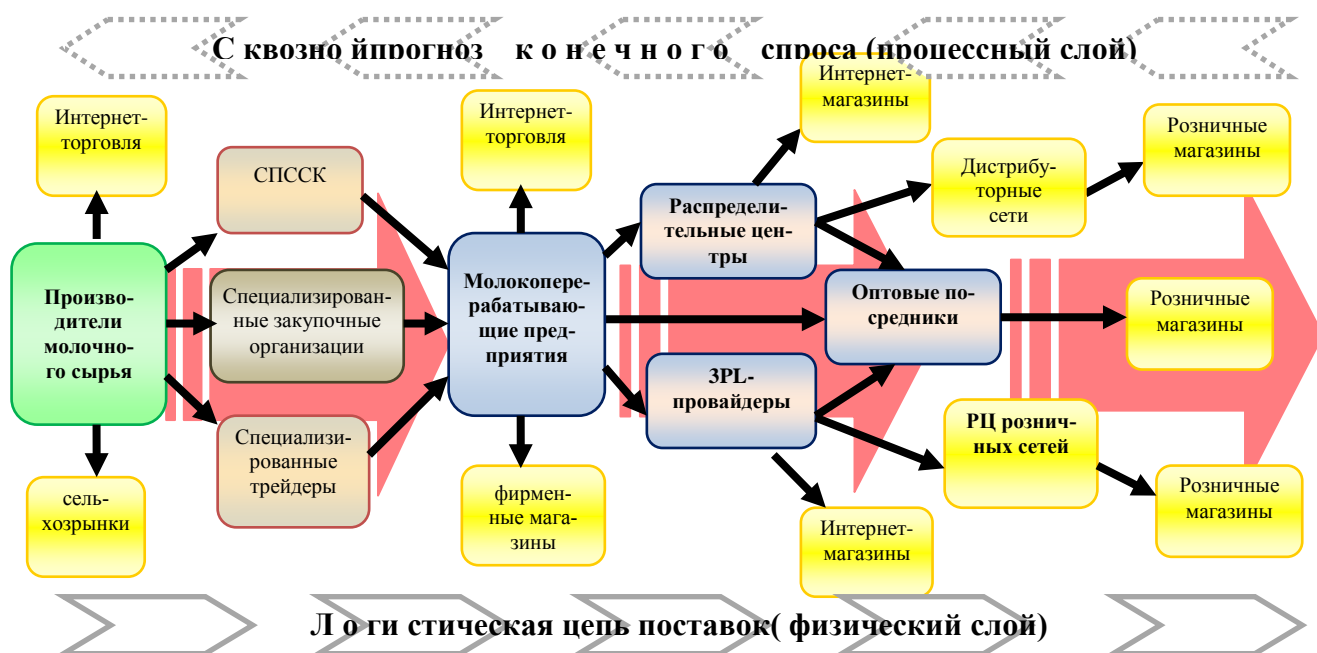 С квозно йпрогноз к о н е ч н о г о спроса (процессный слой)
Интернет-
торговля
СПССК
Интернет-
торговля
Интернет-
магазины
Дистрибу-
торные
сети
Розничные
магазины
Произво-
дители
молочно-
го сырья
Специализирован-
ные закупочные
организации
Специализи-
рованные
трейдеры
Молокопере-
рабатываю-
щие пред-
приятия
Распредели-
тельные цен-
тры
Оптовые по-
средники
Розничные
магазины
3PL-
провайдеры
РЦ рознич-
ных сетей
сель-
хозрынки
фирмен-
ные мага-
зины
Интернет-
магазины
Розничные
магазины
Л о ги стическая цепь поставок( физический слой)